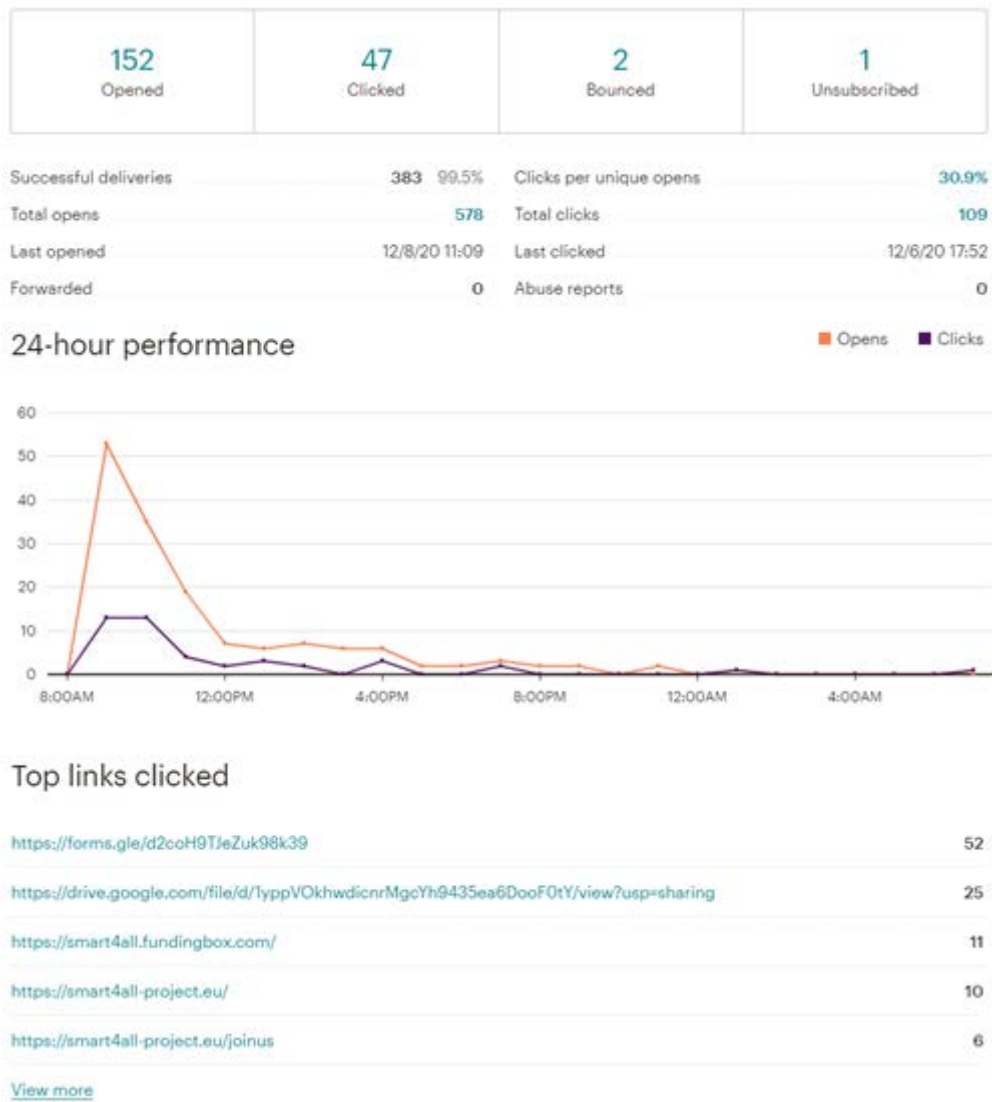 152 47 2 1
Opened Clicked Bounced Unsubscribed
Successful deliveries 383 99.5% Clicks per unique opens 30.9%
Total opens 578 Total clicks 109
Last opened 12/8/20 11:09 Last clicked 12/6/20 17:52
Forwarded 0 Abuse reports 0
24-hour performance Opens Clicks
60
50
40
30
20
10
0
8:00AM 12:00PM 4:00PM 8:00PM 12:00AM 4:00AM
Top links clicked
https://forms.gle/d2coH9TJeZuk98k39 52
https://drive.google.com/file/d/1yppVOkhwdicnrMgcYh9435ea6DooF0tY/view?usp=sharing 25
https://smart4all.fundingbox.com/ 11
https://smart4all-project.eu/ 10
https://smart4all-project.eu/joinus 6
View more